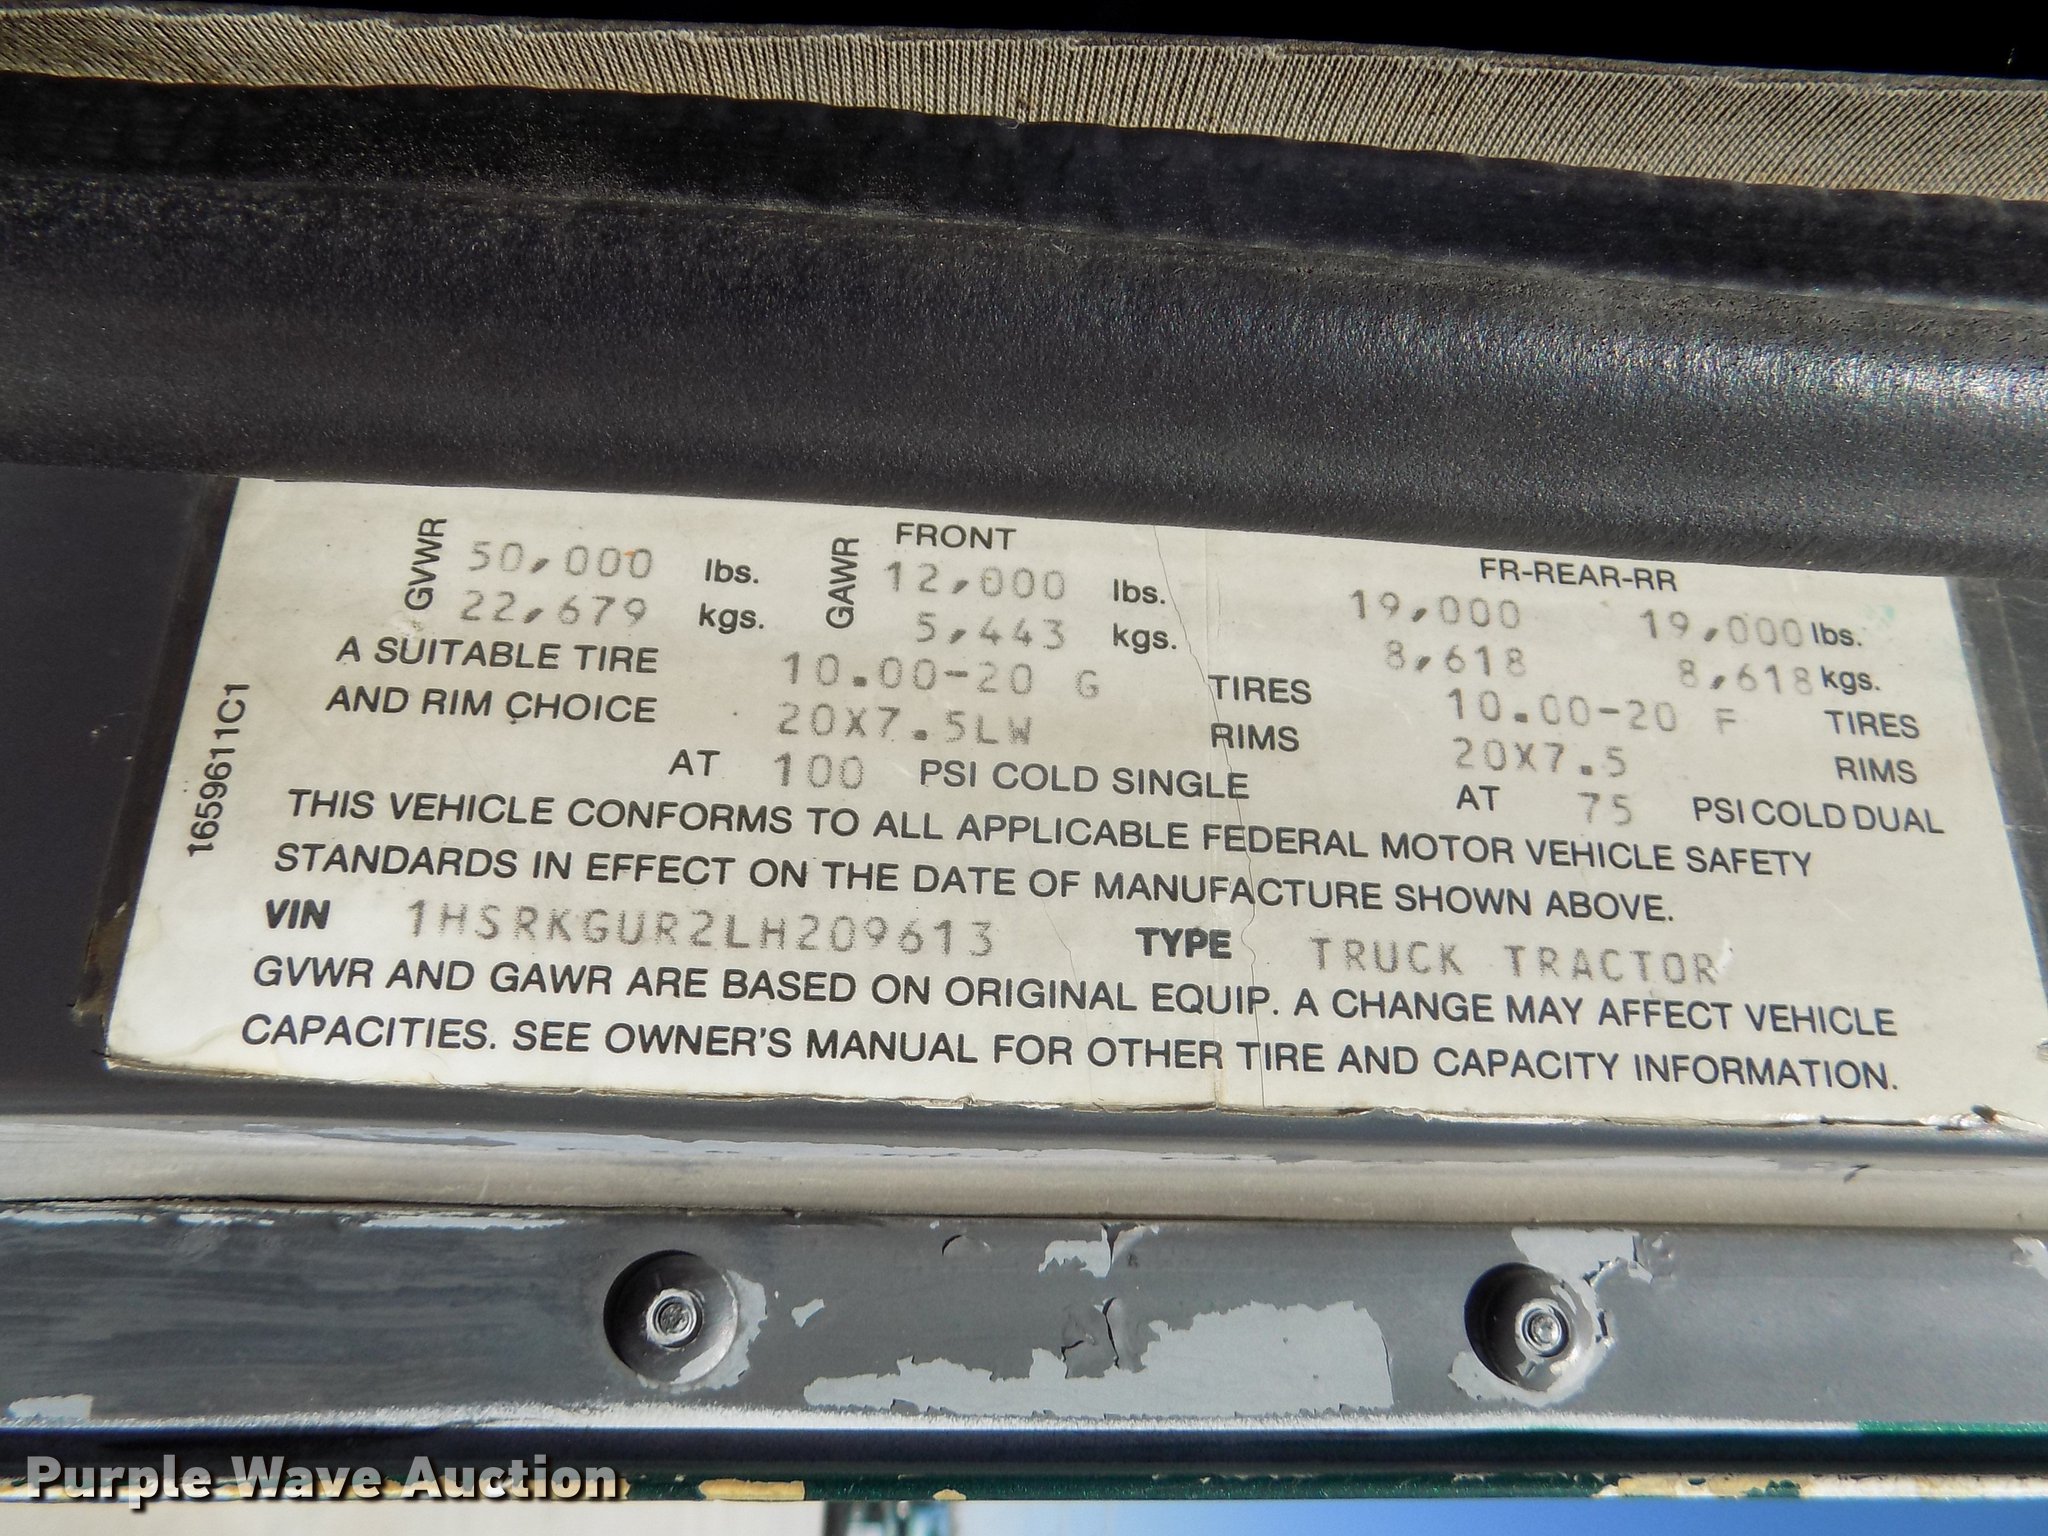 FRONT
FR-REAR-RR
GVWR 50,000 lbs. GAWR 12,000 lbs. 19,000 19,000 lbs.
22,679 kgs. 5,443 kgs. 8,618 8,618 kgs.
A SUITABLE TIRE 10.00-20 G TIRES 10.00-20 F TIRES
AND RIM CHOICE 20X7.5LW RIMS 20X7.5 RIMS
AT 100 PSI COLD SINGLE AT 75 PSI COLD DUAL
THIS VEHICLE CONFORMS TO ALL APPLICABLE FEDERAL MOTOR VEHICLE SAFETY
STANDARDS IN EFFECT ON THE DATE OF MANUFACTURE SHOWN ABOVE.
VIN 1HSRKGUR2LH209613 TYPE TRUCK TRACTOR
GVWR AND GAWR ARE BASED ON ORIGINAL EQUIP. A CHANGE MAY AFFECT VEHICLE
CAPACITIES. SEE OWNER'S MANUAL FOR OTHER TIRE AND CAPACITY INFORMATION.
1659611C1
Purple Wave Auction